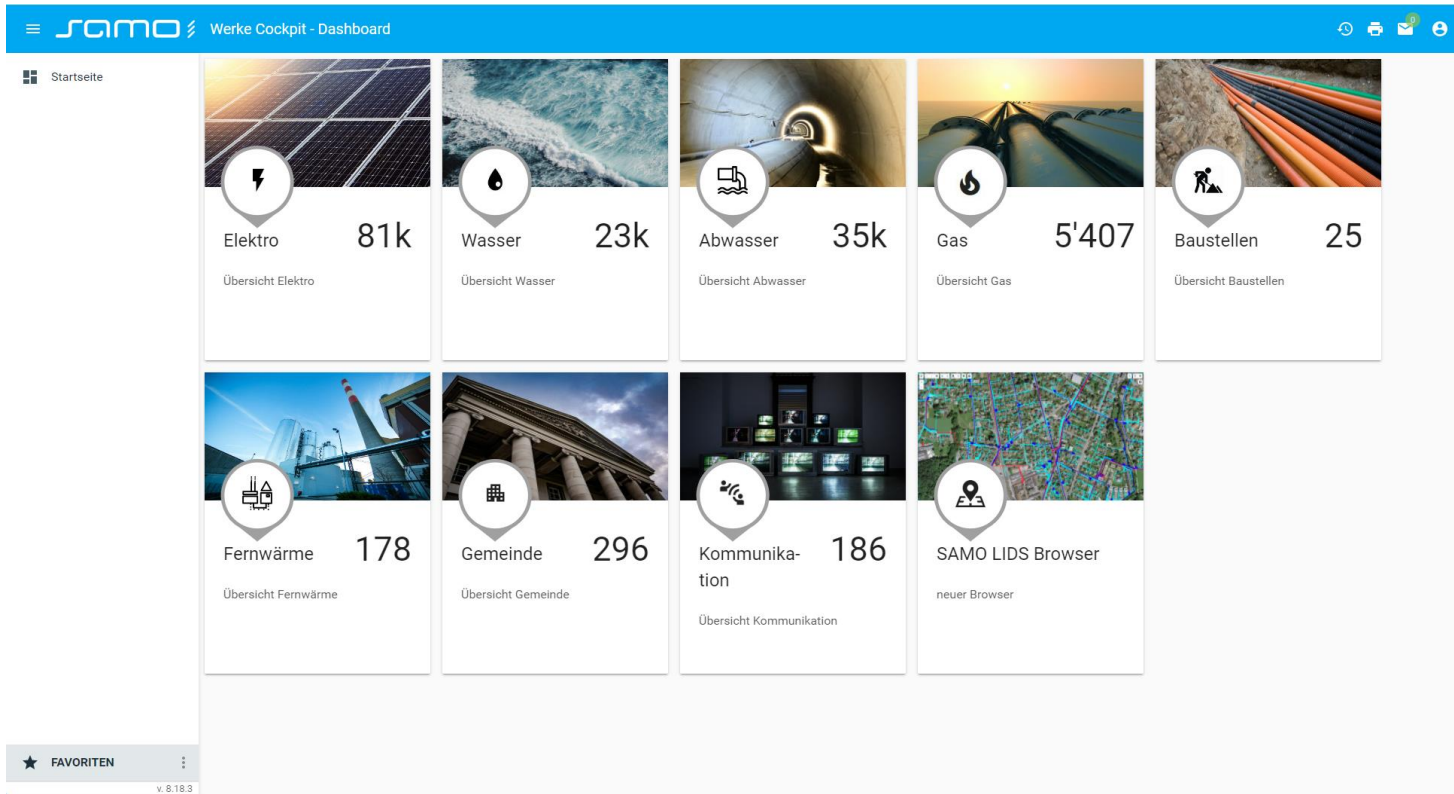 samo Werke Cockpit - Dashboard 0
Startseite
Elektro 81k
Übersicht Elektro
Wasser 23k
Übersicht Wasser
Abwasser 35k
Übersicht Abwasser
Gas 5'407
Übersicht Gas
Baustellen 25
Übersicht Baustellen
Fernwärme 178
Übersicht Fernwärme
Gemeinde 296
Übersicht Gemeinde
Kommunika- 186
tion
Übersicht Kommunikation
SAMO LIDS Browser
neuer Browser
FAVORITEN
v. 8.18.3